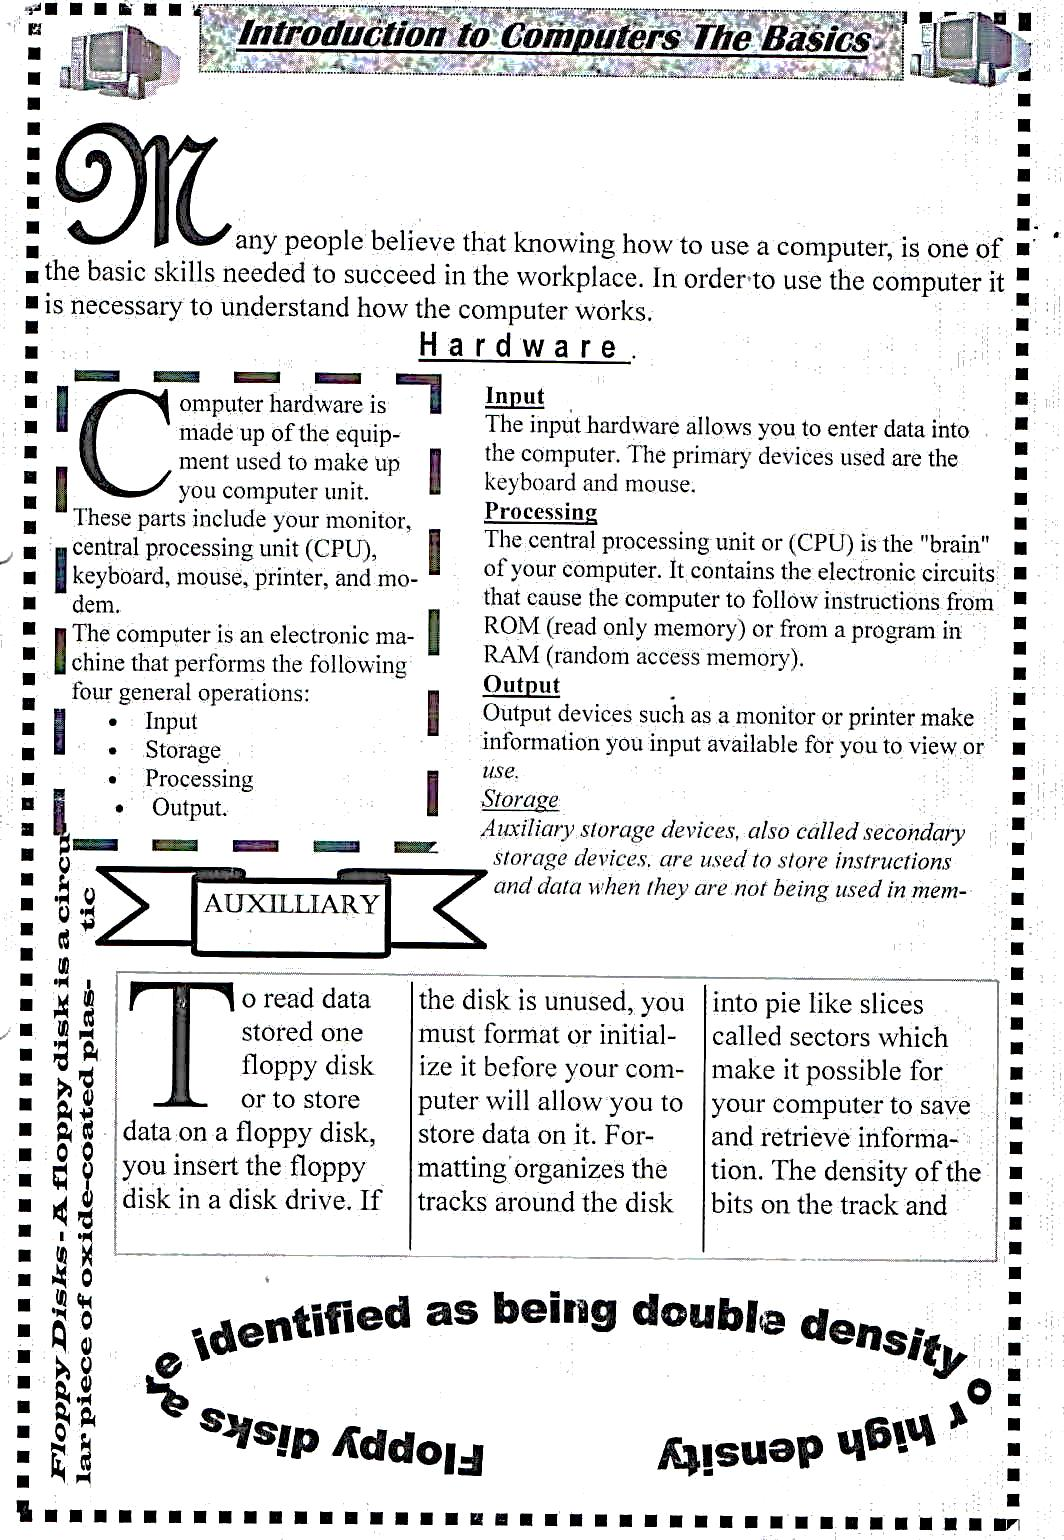 Introduction to Computers The Basics
Many people believe that knowing how to use a computer, is one of
the basic skills needed to succeed in the workplace. In order to use the computer it
is necessary to understand how the computer works.
Hardware.
Computer hardware is
made up of the equip-
ment used to make up
you computer unit.
These parts include your monitor,
central processing unit (CPU),
keyboard, mouse, printer, and mo-
dem.
The computer is an electronic ma-
chine that performs the following
four general operations:
• Input
• Storage
• Processing
• Output.
Input
The input hardware allows you to enter data into
the computer. The primary devices used are the
keyboard and mouse.
Processing
The central processing unit or (CPU) is the "brain"
of your computer. It contains the electronic circuits
that cause the computer to follow instructions from
ROM (read only memory) or from a program in
RAM (random access memory).
Output
Output devices such as a monitor or printer make
information you input available for you to view or
use.
Storage
Auxiliary storage devices, also called secondary
storage devices, are used to store instructions
and data when they are not being used in mem-
AUXILLIARY
Floppy Disks- A floppy disk is a circu
lar piece of oxide-coated plas-
tic
To read data
stored one
floppy disk
or to store
data on a floppy disk,
you insert the floppy
disk in a disk drive. If
the disk is unused, you
must format or initial-
ize it before your com-
puter will allow you to
store data on it. For-
matting organizes the
tracks around the disk
into pie like slices
called sectors which
make it possible for
your computer to save
and retrieve informa-
tion. The density of the
bits on the track and
Floppy disks are identified as being double density or high density